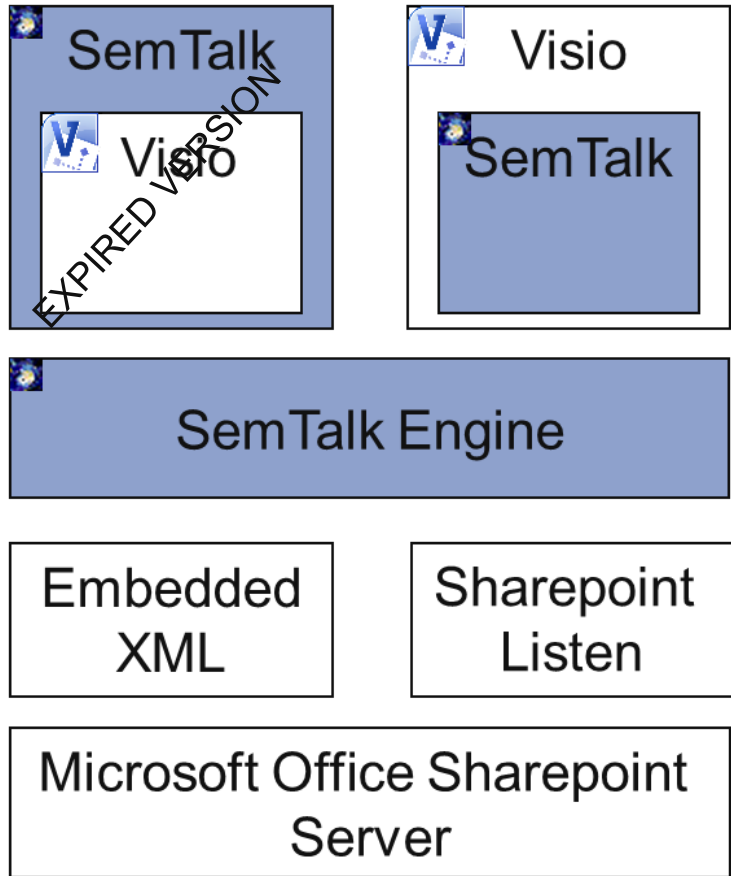 SemTalk
Visio
EXPIRED VERSION
Visio
SemTalk
SemTalk Engine
Embedded
XML
Sharepoint
Listen
Microsoft Office Sharepoint
Server